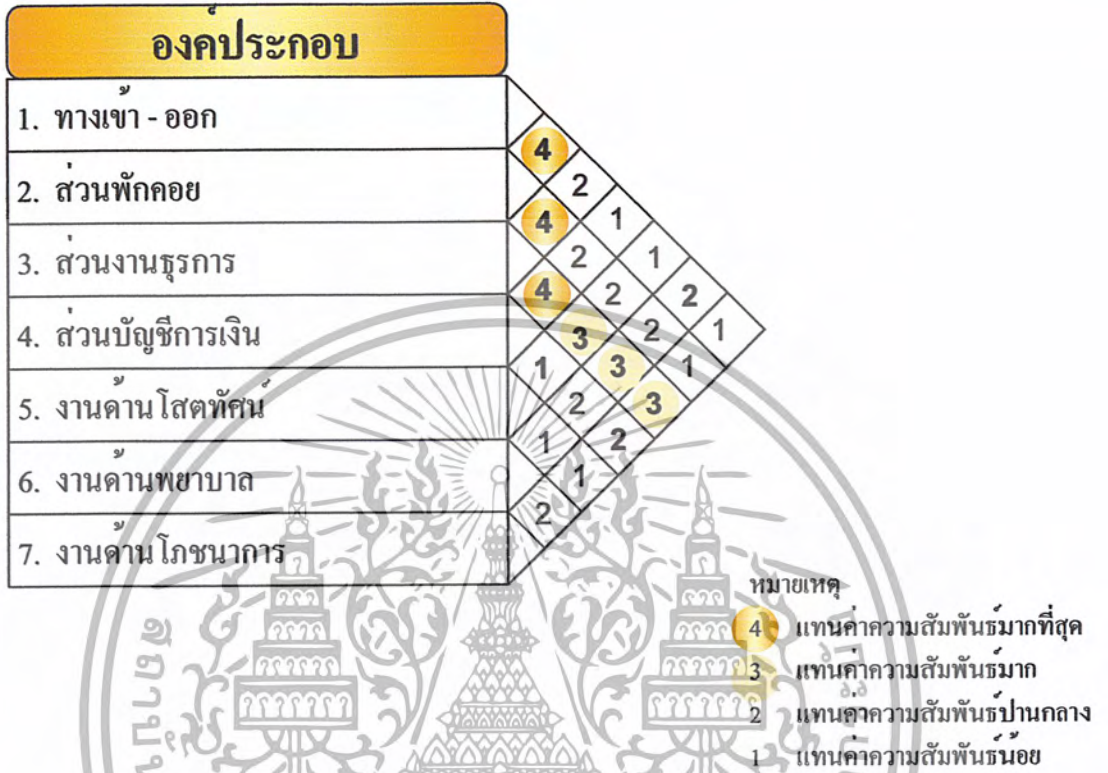 องค์ประกอบ
1. ทางเข้า - ออก
4
2
2. ส่วนพักคอย
1
4
3. ส่วนงานธุรการ
2
1
4
2
2
4. ส่วนบัญชีการเงิน
3
2
1
1
3
1
5. งานด้านโสตทัศน์
2
3
1
2
6. งานด้านพยาบาล
1
2
7. งานด้านโภชนาการ
หมายเหตุ
4 แทนค่าความสัมพันธ์มากที่สุด
3 แทนค่าความสัมพันธ์มาก
2 แทนค่าความสัมพันธ์ปานกลาง
1 แทนค่าความสัมพันธ์น้อย